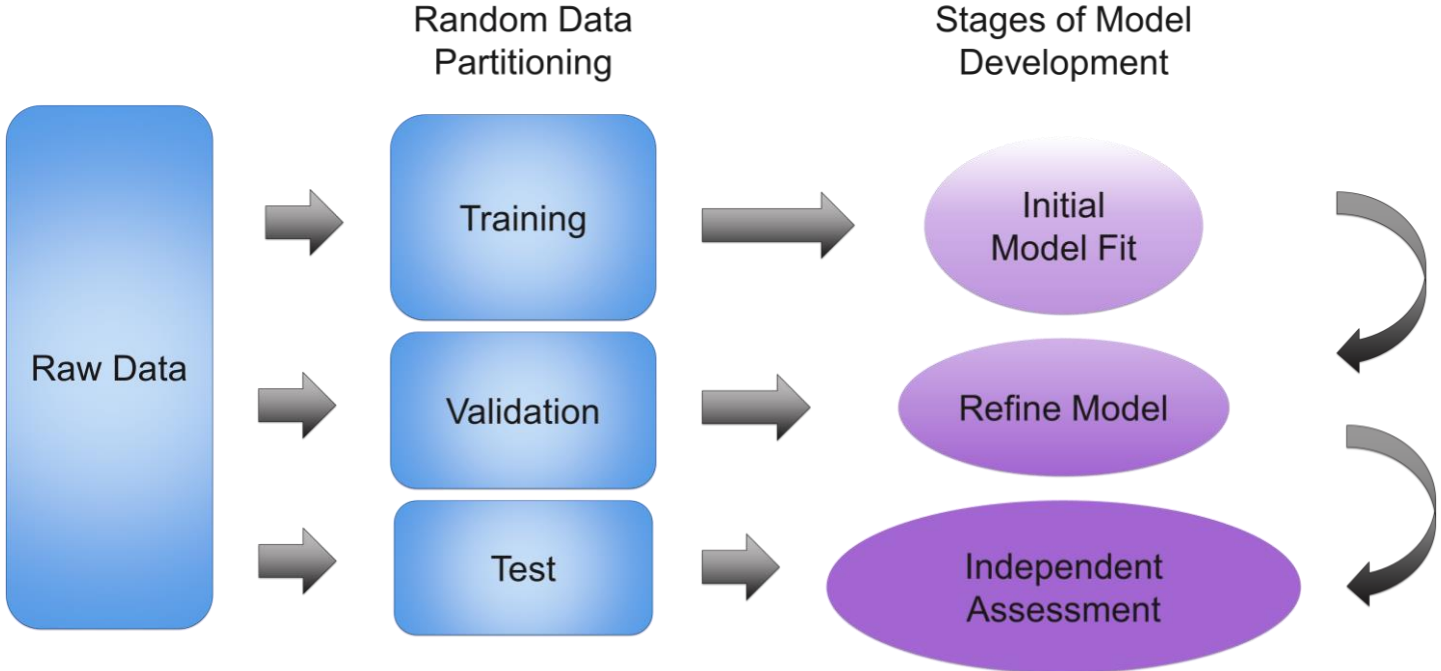 Random Data
Partitioning
Stages of Model
Development
Raw Data
Training
Initial
Model Fit
Validation
Refine Model
Test
Independent
Assessment